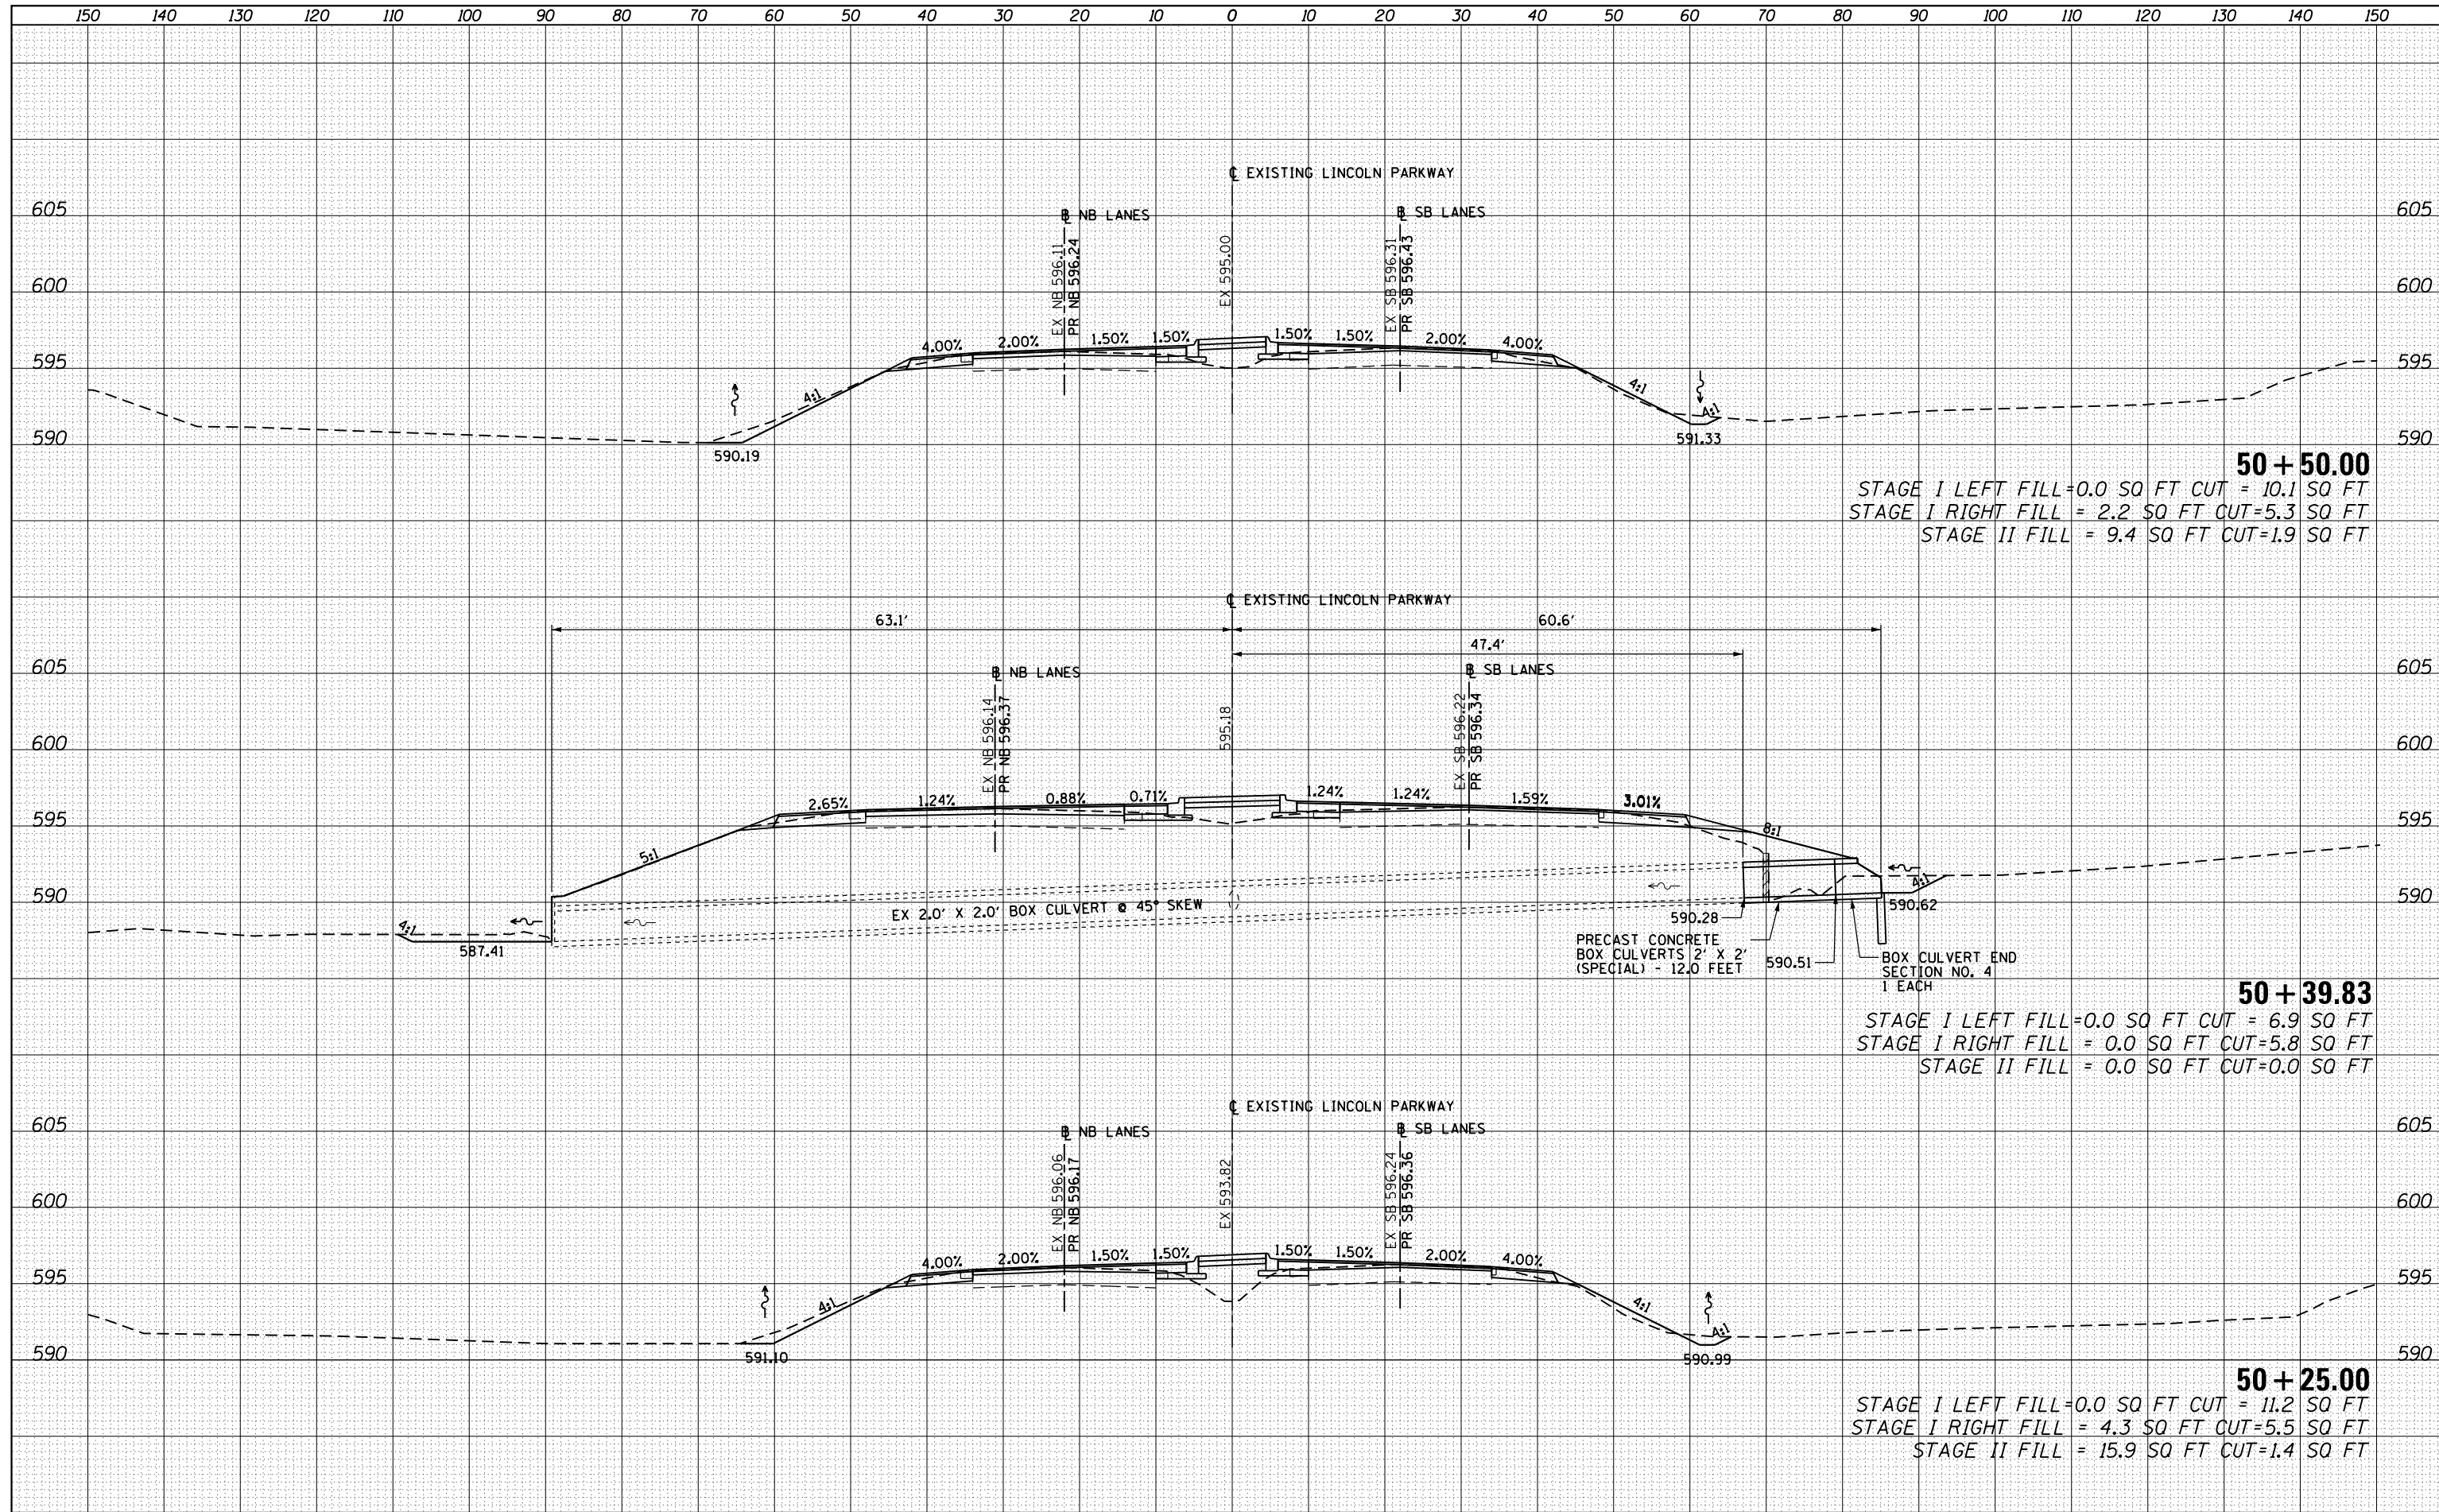 150 140 130 120 110 100 90 80 70 60 50 40 30 20 10 0 10 20 30 40 50 60 70 80 90 100 110 120 130 140 150
℄ EXISTING LINCOLN PARKWAY
605 ℄ NB LANES ℄ SB LANES 605
EX NB 596.11
PR NB 596.24
EX 595.00
EX SB 596.31
PR SB 596.43
600 600
4.00% 2.00% 1.50% 1.50% 1.50% 1.50% 2.00% 4.00%
595 595
4:1 4:1 4:1
590 590
590.19 591.33
50+50.00
STAGE I LEFT FILL=0.0 SQ FT CUT = 10.1 SQ FT
STAGE I RIGHT FILL = 2.2 SQ FT CUT=5.3 SQ FT
STAGE II FILL = 9.4 SQ FT CUT=1.9 SQ FT
℄ EXISTING LINCOLN PARKWAY
63.1' 60.6'
47.4'
605 ℄ NB LANES ℄ SB LANES 605
EX NB 596.14
PR NB 596.37
595.18
EX SB 596.22
PR SB 596.34
600 600
2.65% 1.24% 0.88% 0.71% 1.24% 1.24% 1.59% 3.01%
595 595
5:1 8:1
590 590
4:1
EX 2.0' X 2.0' BOX CULVERT @ 45° SKEW
590.28 590.62
4:1
587.41
PRECAST CONCRETE
BOX CULVERTS 2' X 2'
(SPECIAL) - 12.0 FEET
590.51
BOX CULVERT END
SECTION NO. 4
1 EACH
50+39.83
STAGE I LEFT FILL=0.0 SQ FT CUT = 6.9 SQ FT
STAGE I RIGHT FILL = 0.0 SQ FT CUT=5.8 SQ FT
STAGE II FILL = 0.0 SQ FT CUT=0.0 SQ FT
℄ EXISTING LINCOLN PARKWAY
605 ℄ NB LANES ℄ SB LANES 605
EX NB 596.06
PR NB 596.17
EX 593.82
EX SB 596.24
PR SB 596.36
600 600
4.00% 2.00% 1.50% 1.50% 1.50% 1.50% 2.00% 4.00%
595 595
4:1 4:1 4:1
590 590
591.10 590.99
50+25.00
STAGE I LEFT FILL=0.0 SQ FT CUT = 11.2 SQ FT
STAGE I RIGHT FILL = 4.3 SQ FT CUT=5.5 SQ FT
STAGE II FILL = 15.9 SQ FT CUT=1.4 SQ FT